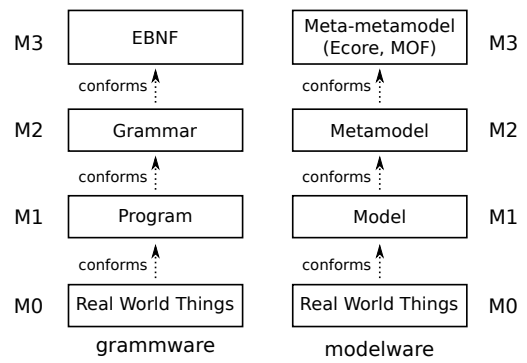 M3
EBNF
Meta-metamodel
(Ecore, MOF)
M3
conforms
conforms
M2
Grammar
Metamodel
M2
conforms
conforms
M1
Program
Model
M1
conforms
conforms
M0
Real World Things
Real World Things
M0
grammware
modelware